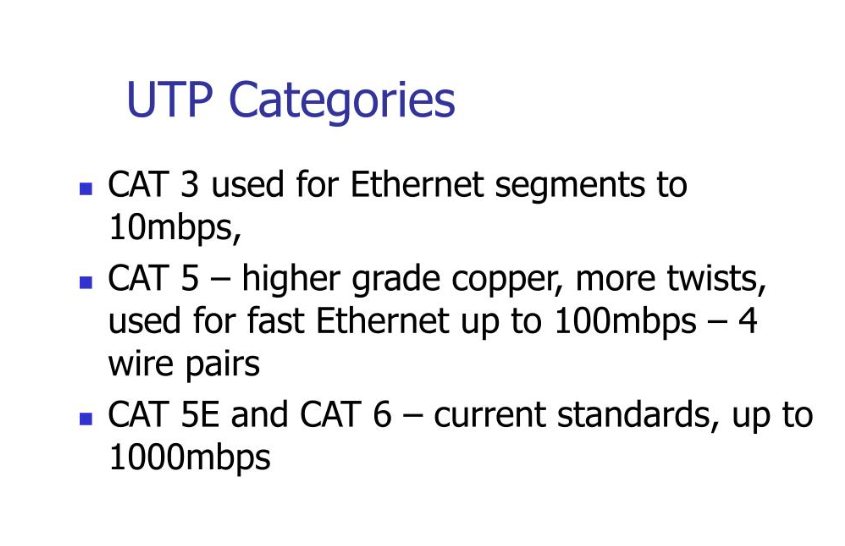 UTP Categories
CAT 3 used for Ethernet segments to
10mbps,
CAT 5 – higher grade copper, more twists,
used for fast Ethernet up to 100mbps – 4
wire pairs
CAT 5E and CAT 6 – current standards, up to
1000mbps